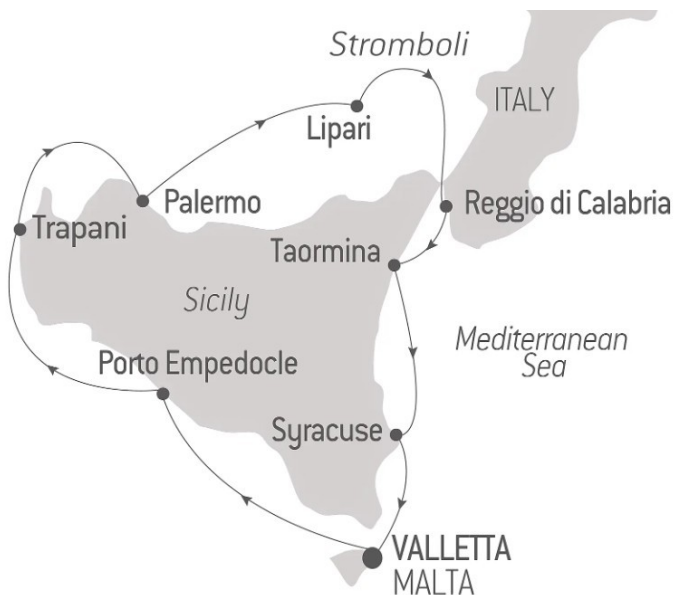 Stromboli
ITALY
Lipari
Palermo
Reggio di Calabria
Trapani
Taormina
Sicily
Mediterranean
Sea
Porto Empedocle
Syracuse
VALLETTA
MALTA